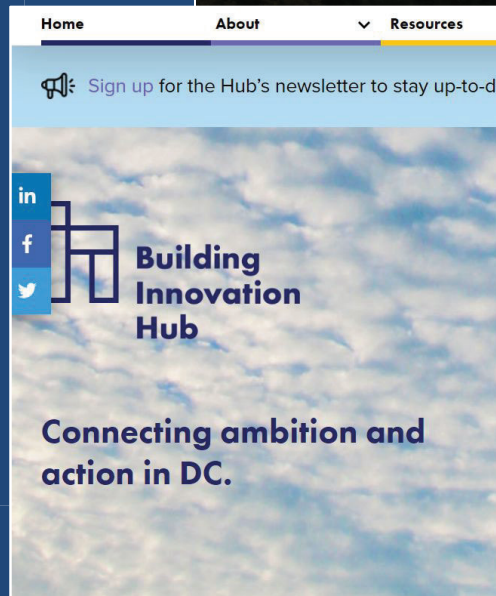 Home About Resources
Sign up for the Hub's newsletter to stay up-to-d
in
f
Building
Innovation
Hub
Connecting ambition and
action in DC.